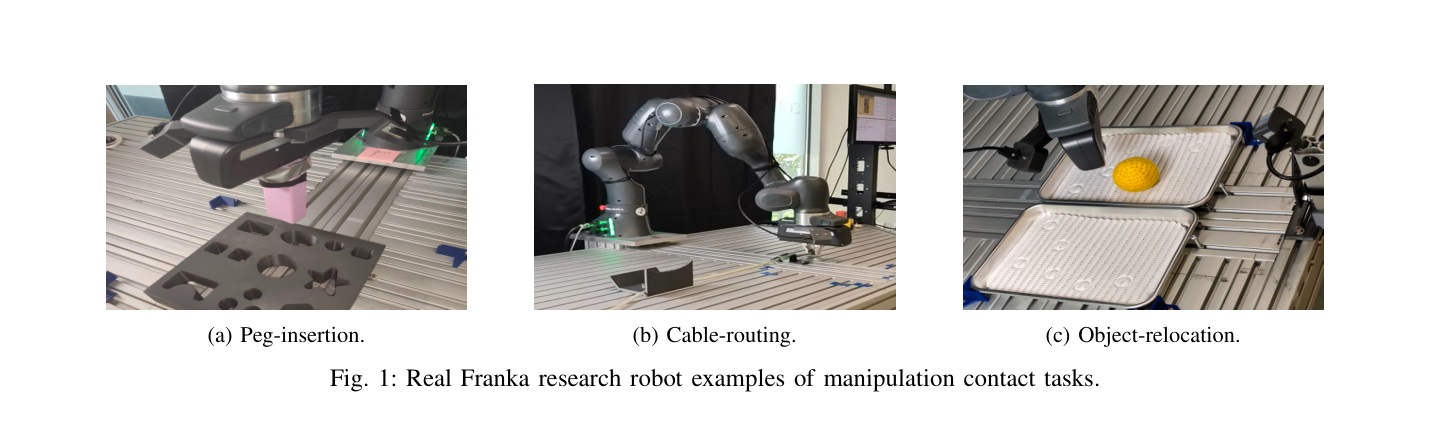 (a) Peg-insertion.
(b) Cable-routing.
(c) Object-relocation.
Fig. 1: Real Franka research robot examples of manipulation contact tasks.